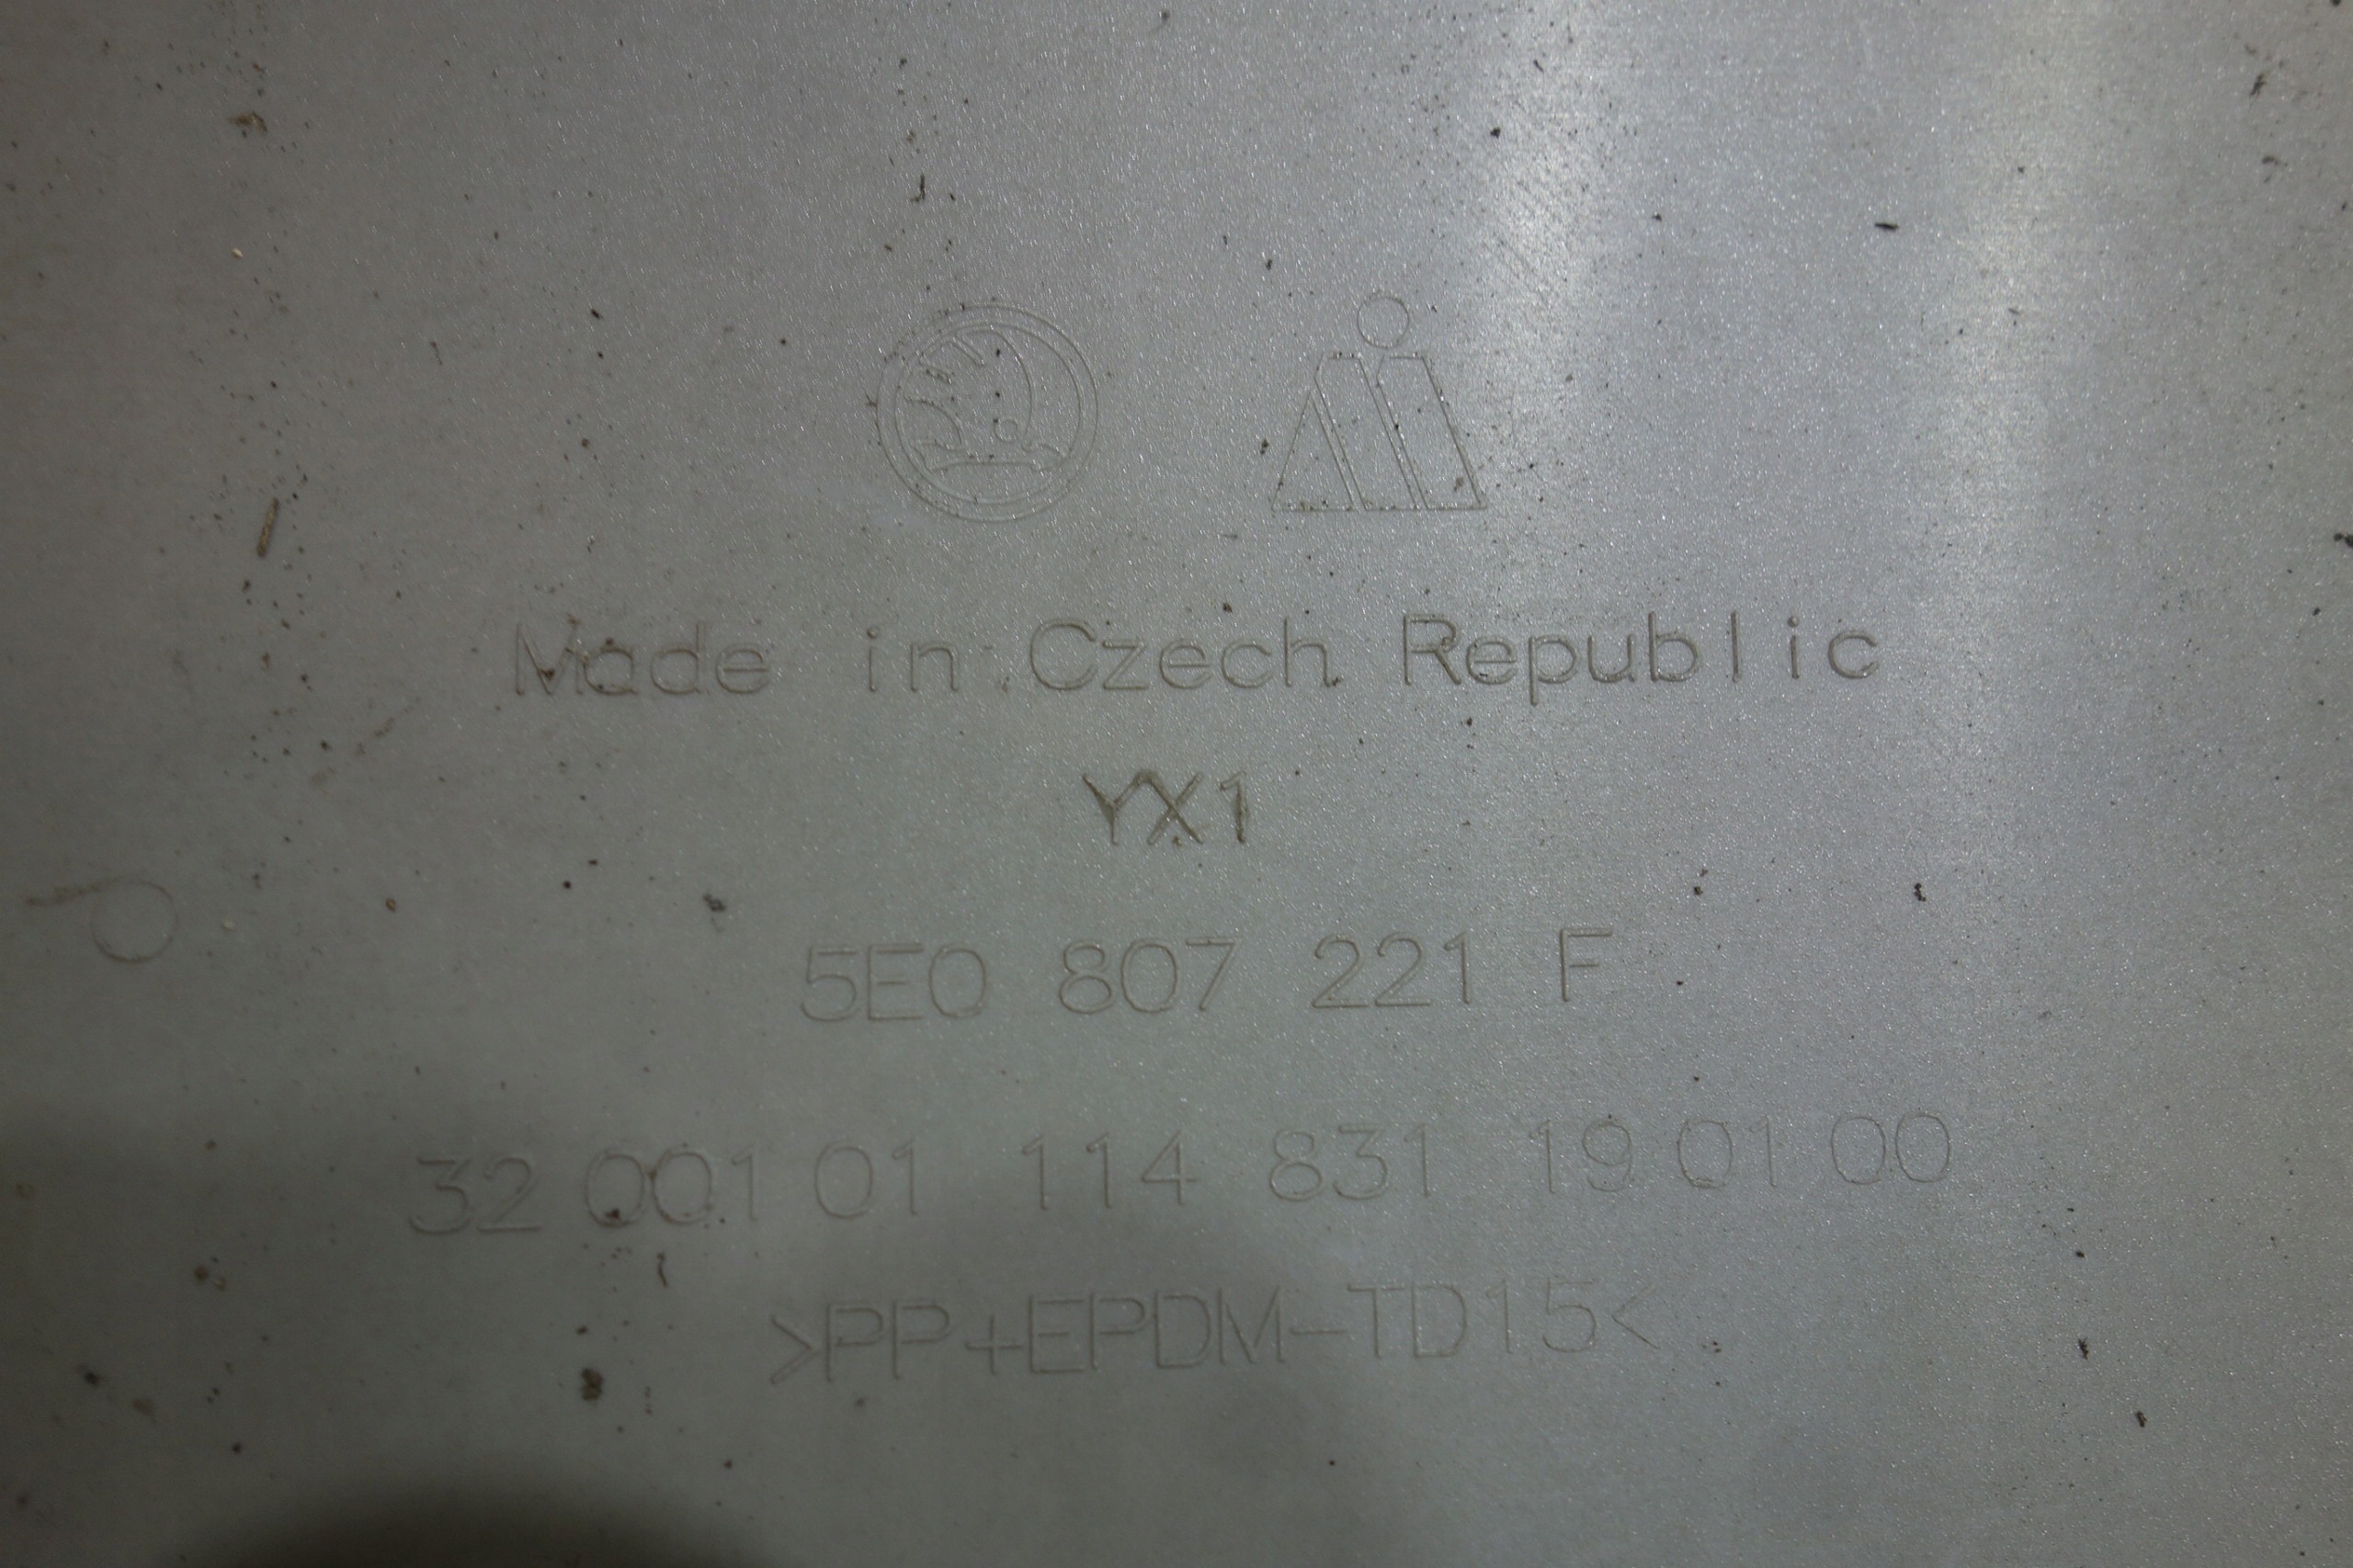 Made in Czech Republic
YX1
5E0 807 221 F
32 001 01 114 831 19 01 00
>PP+EPDM-TD15<